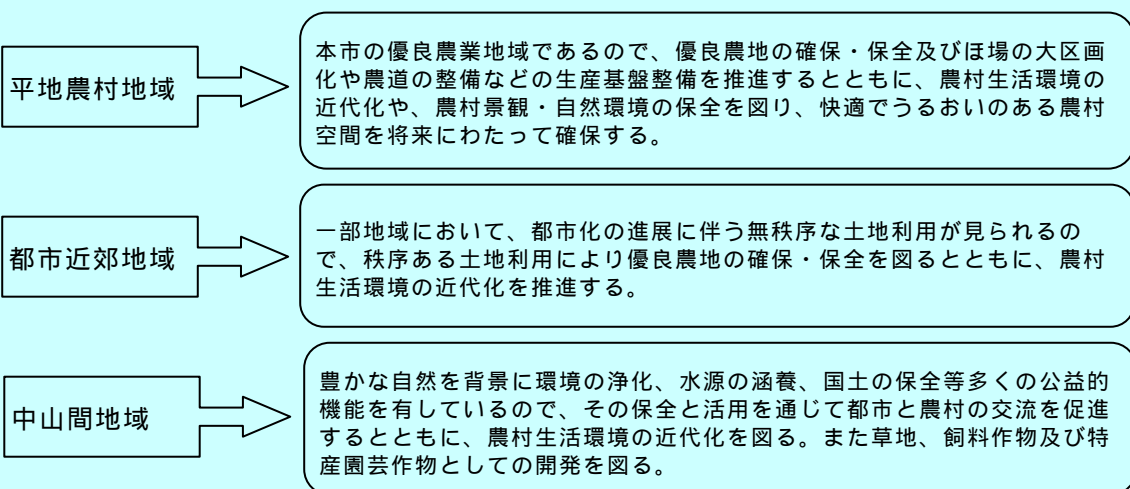 平地農村地域
本市の優良農業地域であるので、優良農地の確保・保全及びほ場の大区画
化や農道の整備などの生産基盤整備を推進するとともに、農村生活環境の
近代化や、農村景観・自然環境の保全を図り、快適でうるおいのある農村
空間を将来にわたって確保する。
都市近郊地域
一部地域において、都市化の進展に伴う無秩序な土地利用が見られるの
で、秩序ある土地利用により優良農地の確保・保全を図るとともに、農村
生活環境の近代化を推進する。
中山間地域
豊かな自然を背景に環境の浄化、水源の涵養、国土の保全等多くの公益的
機能を有しているので、その保全と活用を通じて都市と農村の交流を促進
するとともに、農村生活環境の近代化を図る。また草地、飼料作物及び特
産園芸作物としての開発を図る。